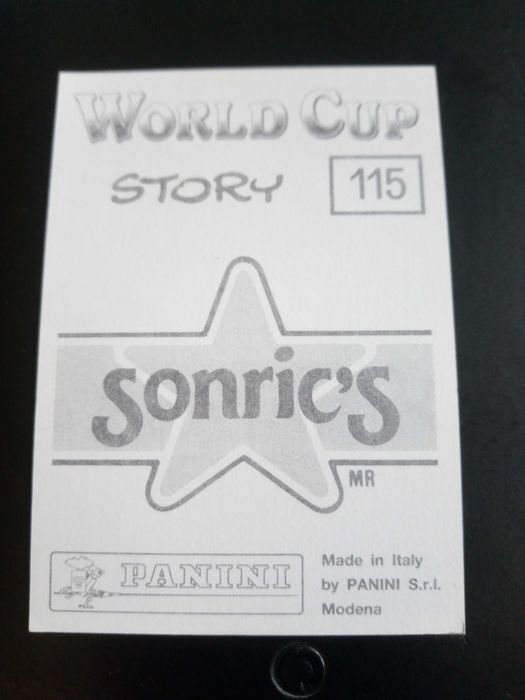 WORLD CUP
STORY 115
sonric's
MR
PANINI
Made in Italy
by PANINI S.r.l.
Modena